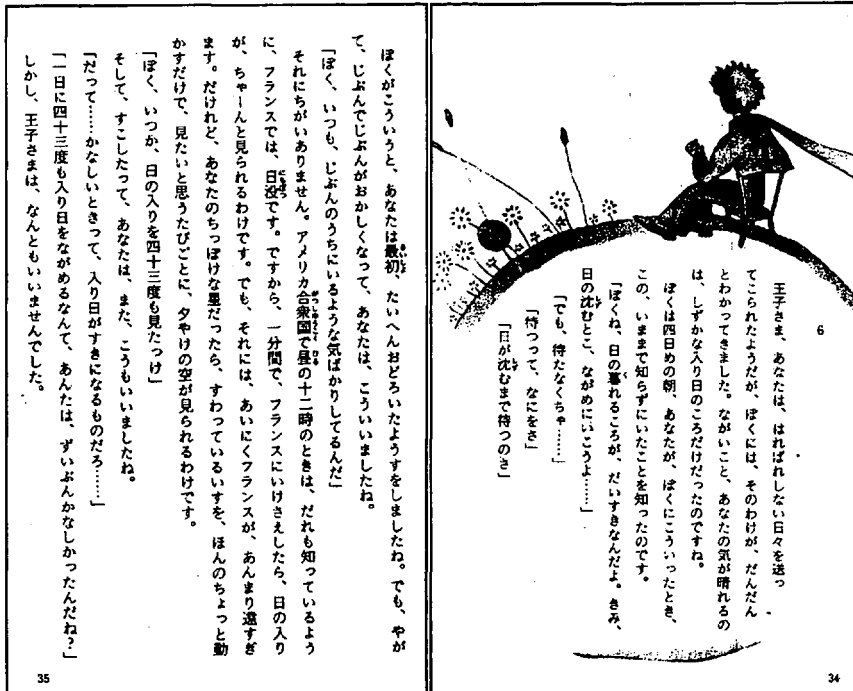 6
王子さま、あなたは、はればれしない日々を送っ
てこられたようだが、ぼくには、そのわけが、だんだん
とわかってきました。ながいこと、あなたの気が晴れるの
は、しずかな入り日のころだけだったのですね。
ぼくは四日めの朝、あなたが、ぼくにこういったとき、
この、いままで知らずにいたことを知ったのです。
「ぼくね、日の暮れるころが、だいすきなんだよ。きみ、
日の沈むとこ、ながめにいこうよ……」
「でも、待たなくちゃ……」
「待つって、なにをさ」
「日が沈むまで待つのさ」
34
ぼくがこういうと、あなたは最初、たいへんおどろいたようすをしましたね。でも、やが
て、じぶんでじぶんがおかしくなって、あなたは、こういいましたね。
「ぼく、いつも、じぶんのうちにいるような気ばかりしてるんだ」
それにちがいありません。アメリカ合衆国で昼の十二時のときは、だれも知っているよう
に、フランスでは、日没です。ですから、一分間で、フランスにいけさえしたら、日の入り
が、ちゃーんと見られるわけです。でも、それには、あいにくフランスが、あんまり遠すぎ
ます。だけれど、あなたのちっぽけな星だったら、すわっているいすを、ほんのちょっと動
かすだけで、見たいと思うたびごとに、夕やけの空が見られるわけです。
「ぼく、いつか、日の入りを四十三度も見たっけ」
そして、すこしたって、あなたは、また、こうもいいましたね。
「だって……かなしいときって、入り日がすきになるものだろ……」
「一日に四十三度も入り日をながめるなんて、あんたは、ずいぶんかなしかったんだね?」
しかし、王子さまは、なんともいいませんでした。
35